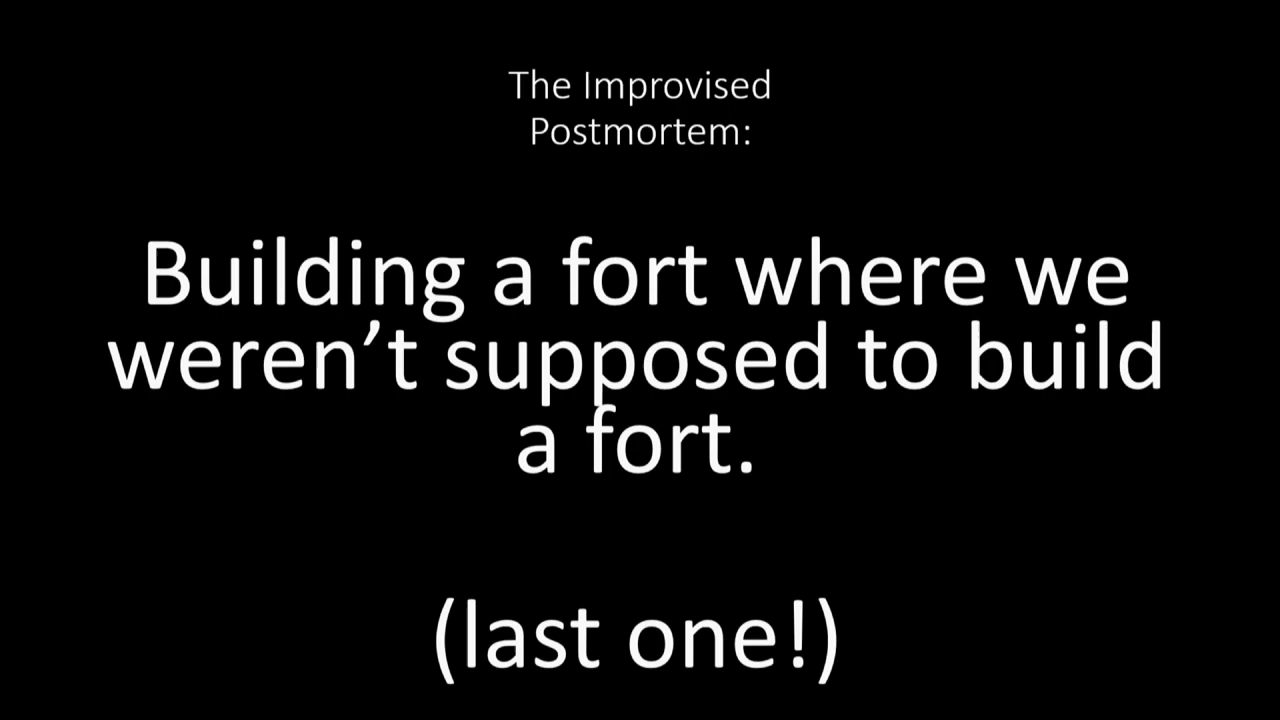 The Improvised
Postmortem:
Building a fort where we
weren’t supposed to build
a fort.
(last one!)